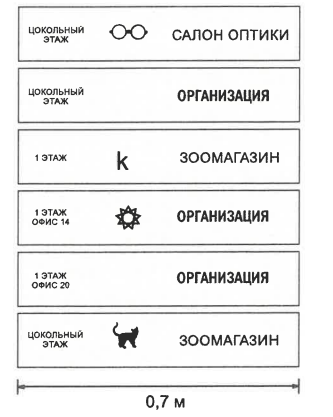 ЦОКОЛЬНЫЙ
ЭТАЖ
САЛОН ОПТИКИ
ЦОКОЛЬНЫЙ
ЭТАЖ
ОРГАНИЗАЦИЯ
1 ЭТАЖ
k
ЗООМАГАЗИН
1 ЭТАЖ
ОФИС 14
ОРГАНИЗАЦИЯ
1 ЭТАЖ
ОФИС 20
ОРГАНИЗАЦИЯ
ЦОКОЛЬНЫЙ
ЭТАЖ
ЗООМАГАЗИН
0,7 м